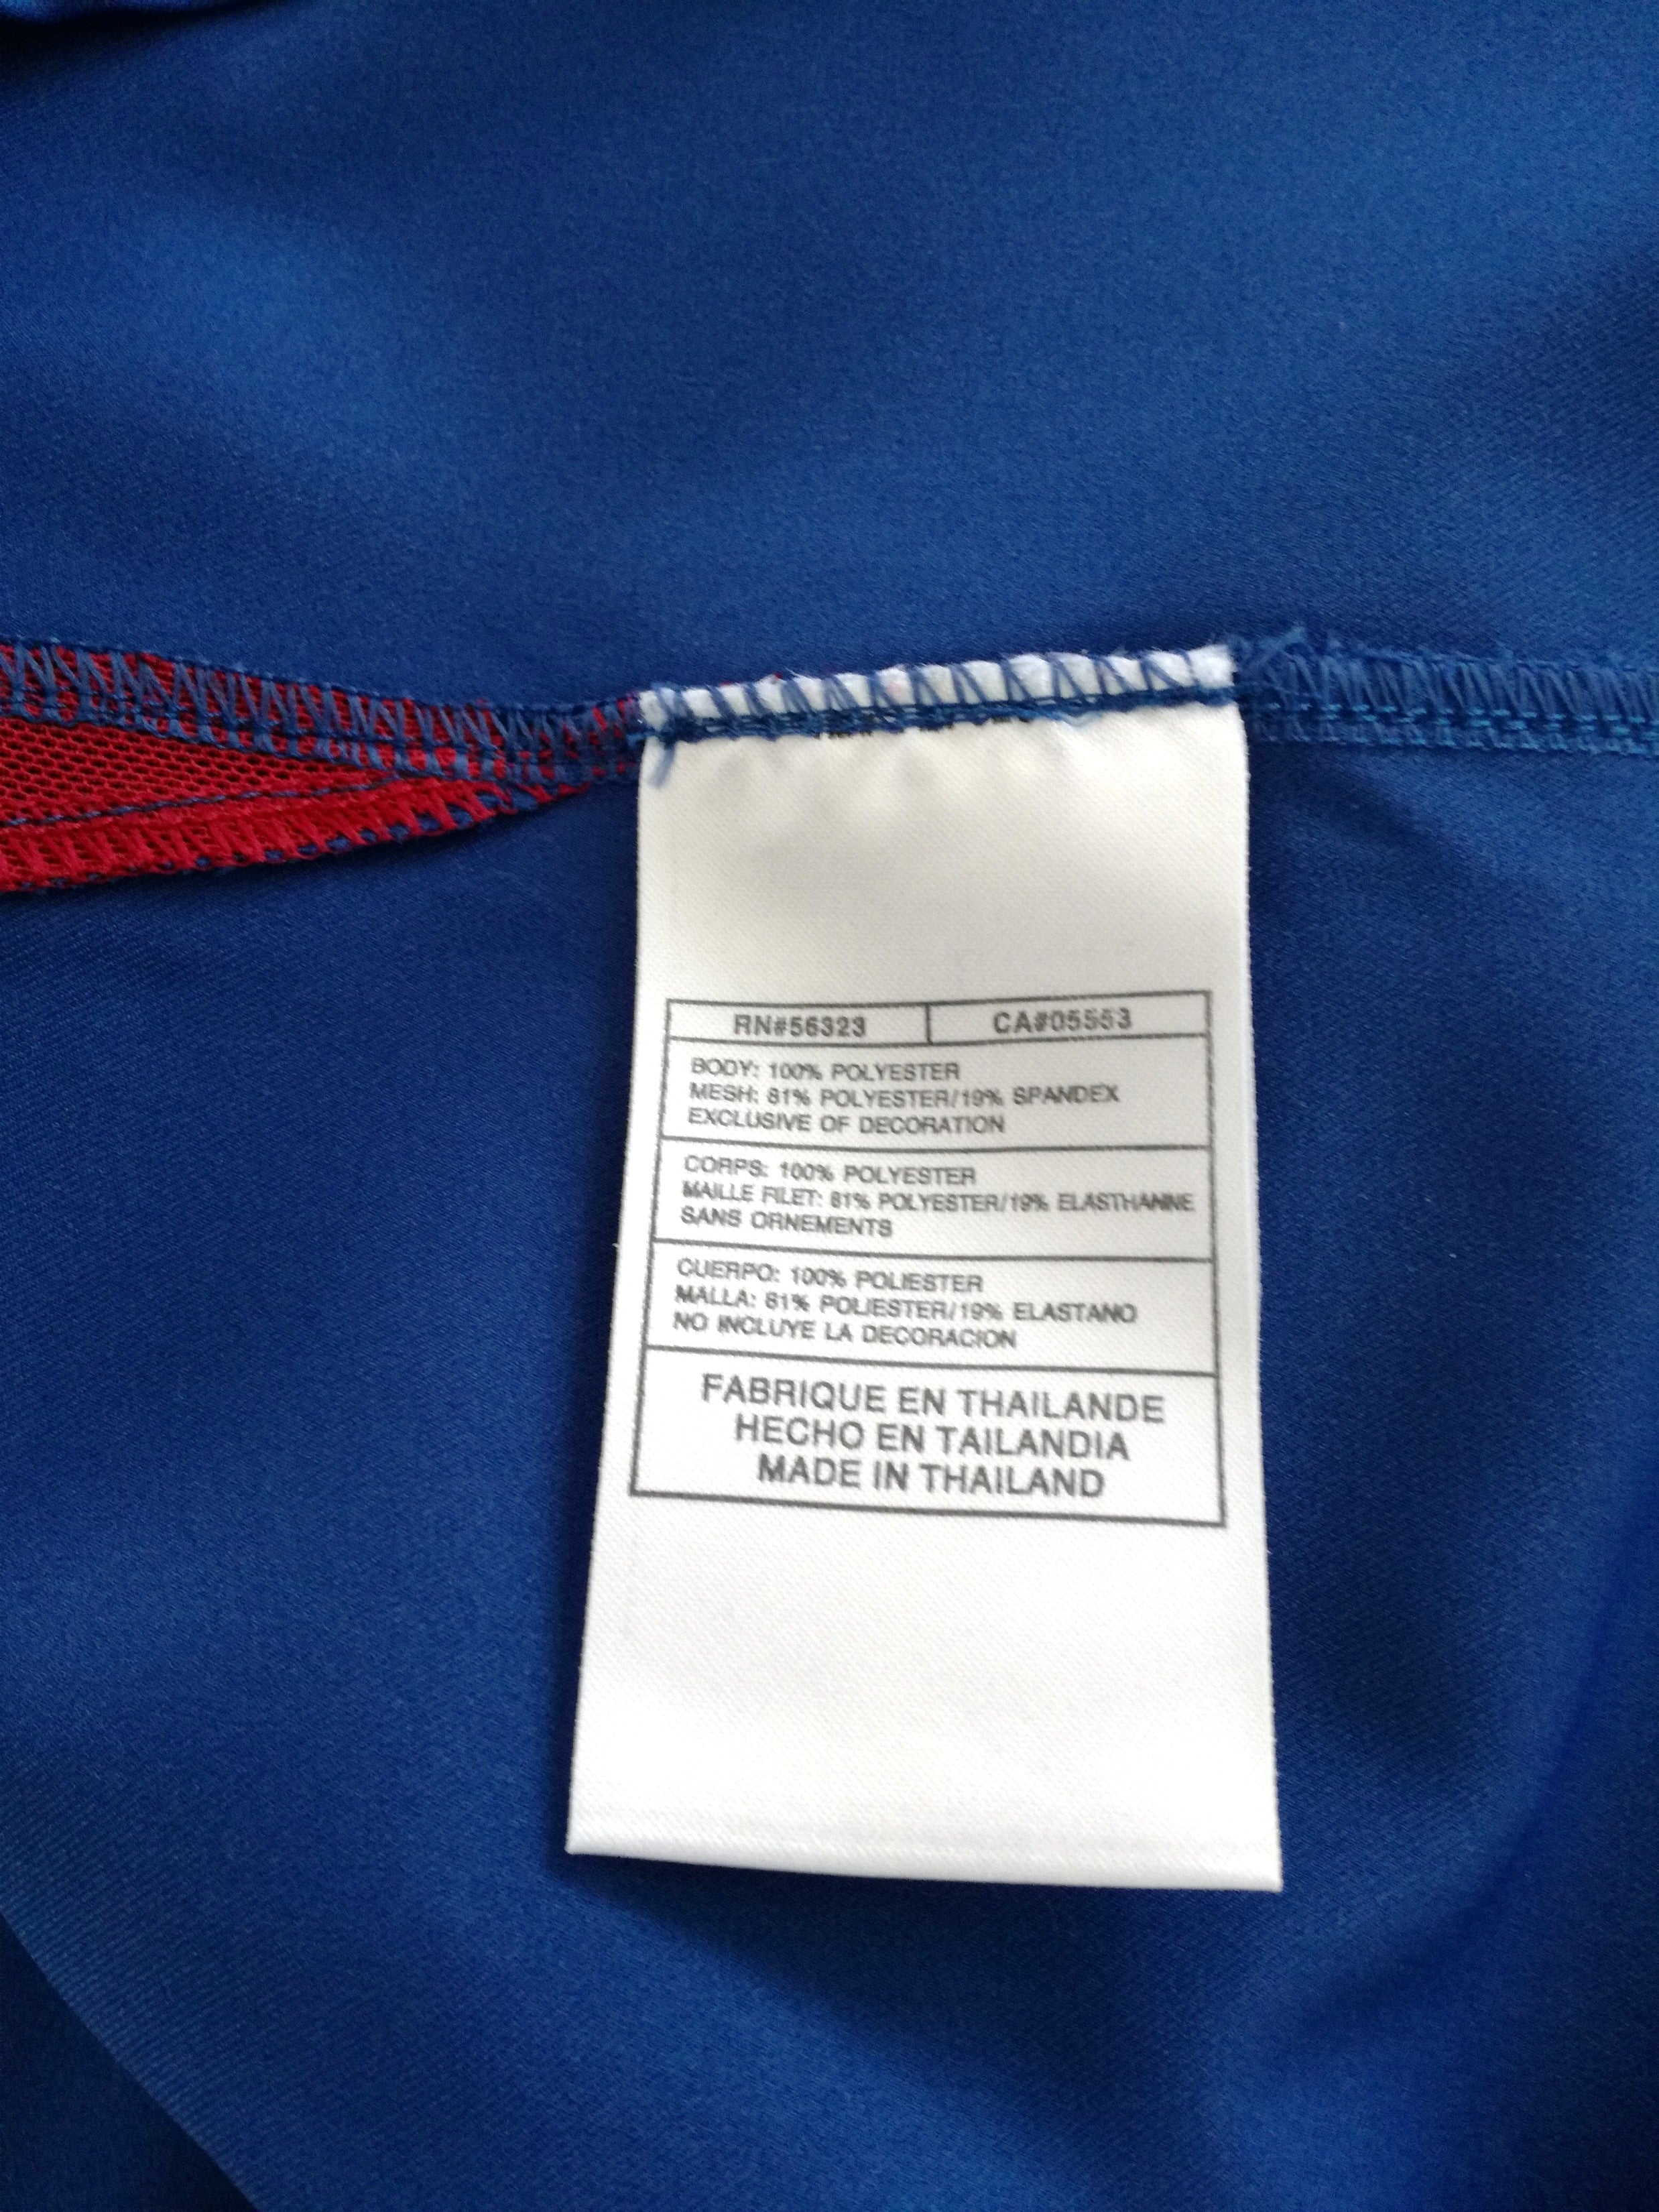 RN#56323 CA#05553
BODY: 100% POLYESTER
MESH: 81% POLYESTER/19% SPANDEX
EXCLUSIVE OF DECORATION
CORPS: 100% POLYESTER
MAILLE FILET: 81% POLYESTER/19% ELASTHANNE
SANS ORNEMENTS
CUERPO: 100% POLIESTER
MALLA: 81% POLIESTER/19% ELASTANO
NO INCLUYE LA DECORACION
FABRIQUE EN THAILANDE
HECHO EN TAILANDIA
MADE IN THAILAND